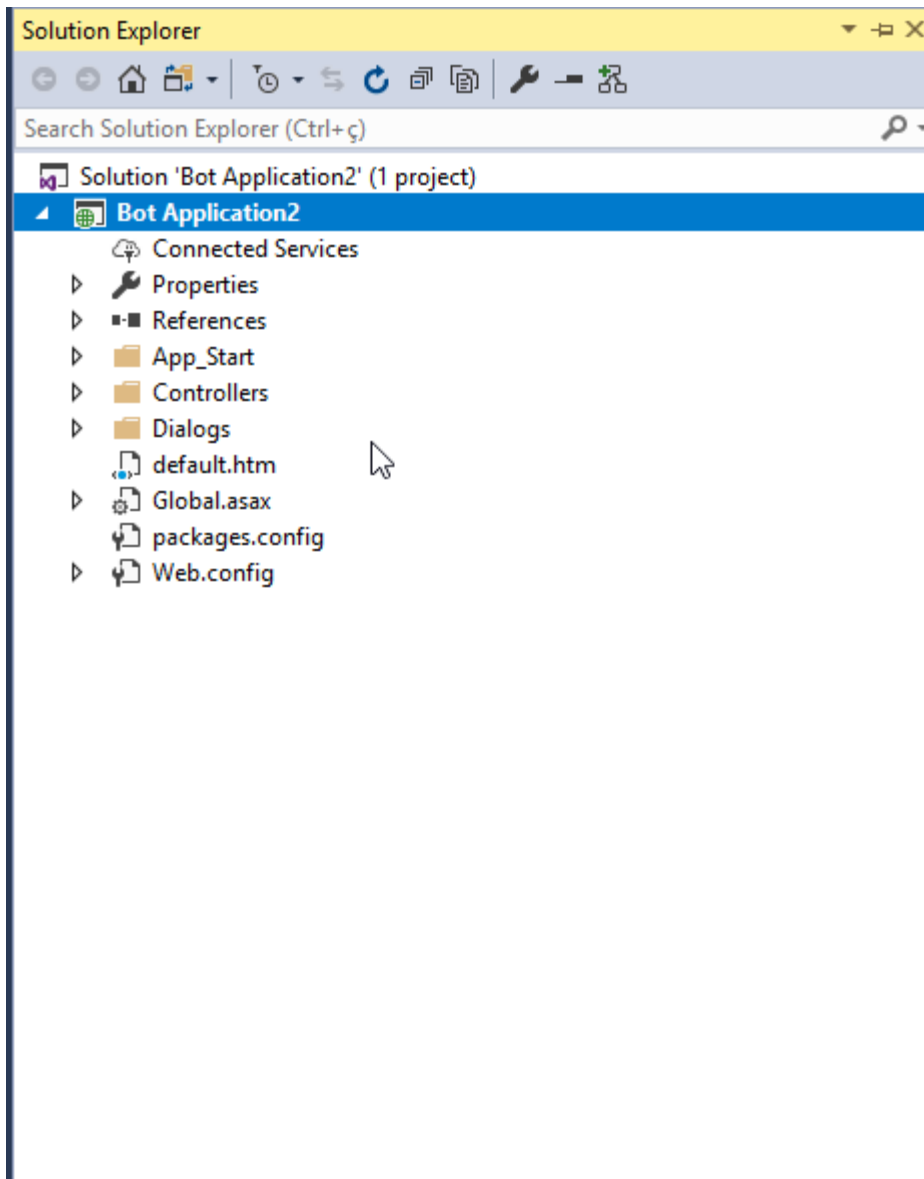 Solution Explorer
Search Solution Explorer (Ctrl+ç)
Solution 'Bot Application2' (1 project)
Bot Application2
Connected Services
Properties
References
App_Start
Controllers
Dialogs
default.htm
Global.asax
packages.config
Web.config